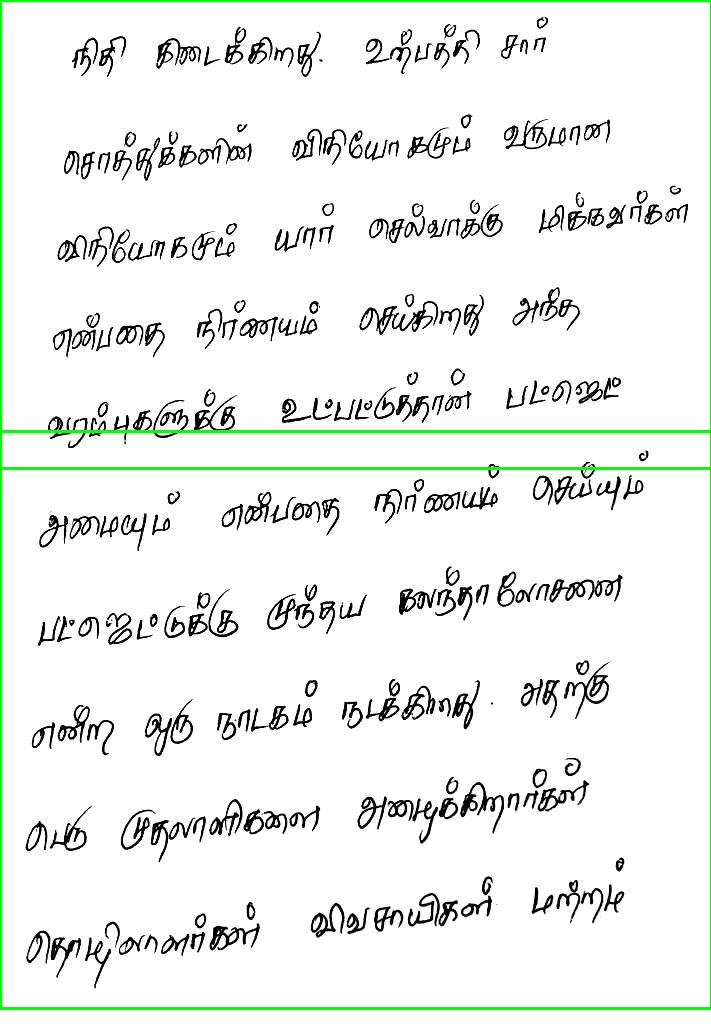 நிதி கிடைக்கிறது. உற்பத்தி சார்
சொத்துக்களின் விநியோகமும் வருமான
விநியோகமும் யார் செல்வாக்கு மிக்கவர்கள்
என்பதை நிர்ணயம் செய்கிறது அந்த
வரம்புகளுக்கு உட்பட்டுத்தான் பட்ஜெட்
அமையும் என்பதை நிர்ணயம் செய்யும்
பட்ஜெட்டுக்கு முந்தய கலந்தாலோசனை
என்ற ஒரு நாடகம் நடக்கிறது. அதற்கு
பெரு முதலாளிகளை அழைக்கிறார்கள்
தொழிலாளர்கள் விவசாயிகள் மற்றம்